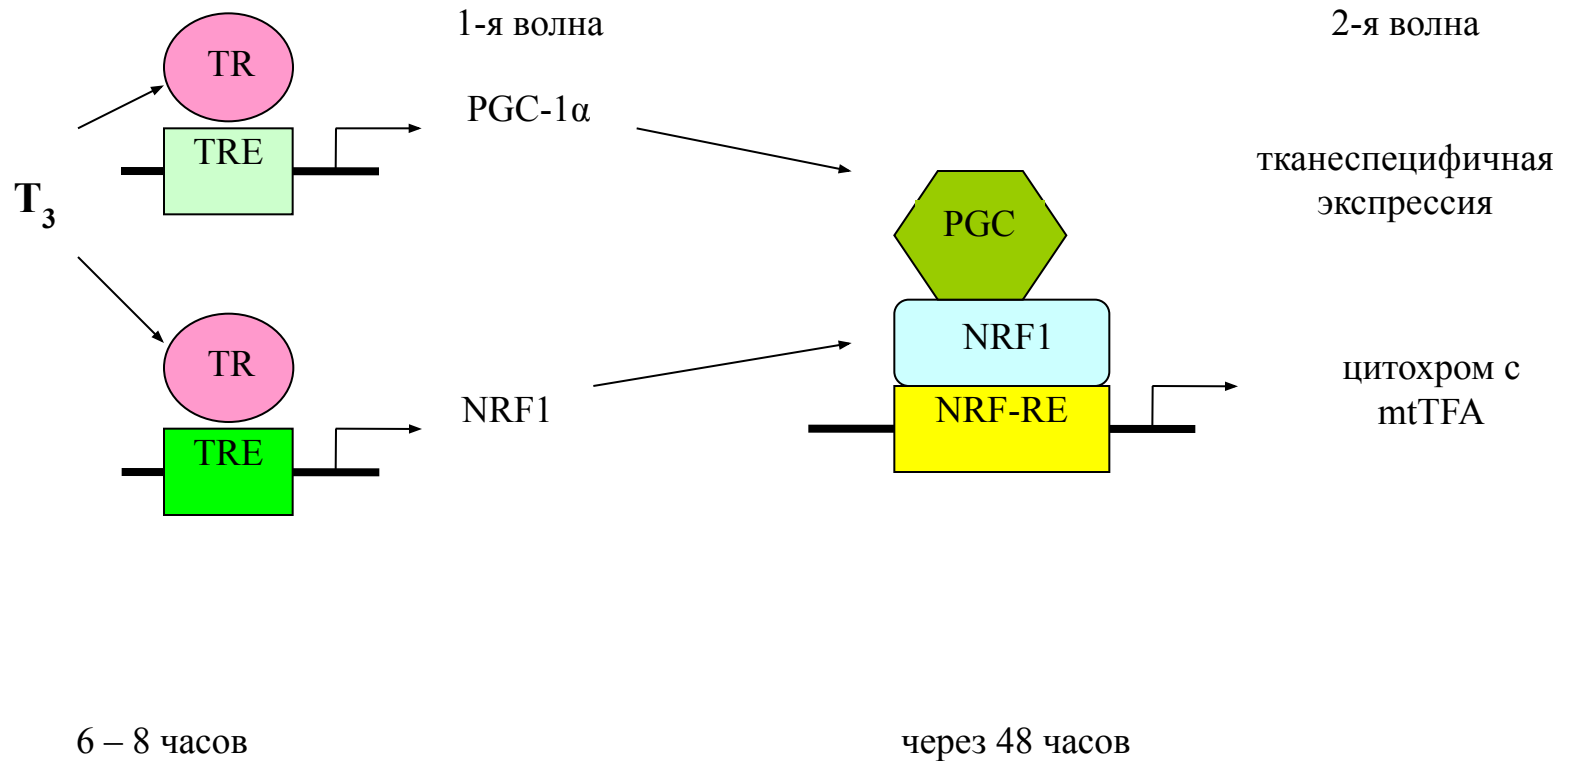 1-я волна
2-я волна
TR
PGC-1α
TRE
тканеспецифичная
экспрессия
T3
PGC
TR
NRF1
цитохром с
mtTFA
NRF1
NRF-RE
TRE
6 – 8 часов
через 48 часов